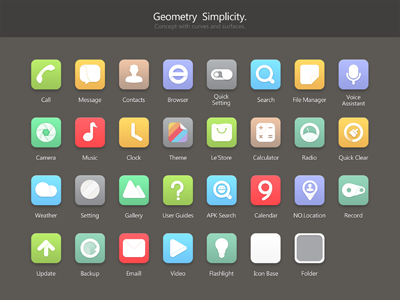 Geometry Simplicity.
Concept with curves and surfaces.
Call Message Contacts Browser Quick Setting Search File Manager Voice Assistant
Camera Music Clock Theme Le'Store Calculator Radio Quick Clear
Weather Setting Gallery User Guides APK Search 9 Calendar NO.Location Record
Update Backup Emaill Video Flashlight Icon Base Folder